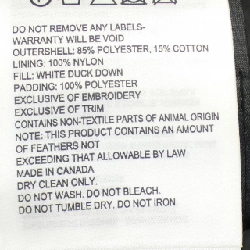 DO NOT REMOVE ANY LABELS-
WARRANTY WILL BE VOID
OUTERSHELL: 85% POLYESTER, 15% COTTON
LINING: 100% NYLON
FILL: WHITE DUCK DOWN
PADDING: 100% POLYESTER
EXCLUSIVE OF EMBROIDERY
EXCLUSIVE OF TRIM
CONTAINS NON-TEXTILE PARTS OF ANIMAL ORIGIN
NOTE: THIS PRODUCT CONTAINS AN AMOUNT
OF FEATHERS NOT
EXCEEDING THAT ALLOWABLE BY LAW
MADE IN CANADA
DRY CLEAN ONLY.
DO NOT WASH. DO NOT BLEACH.
DO NOT TUMBLE DRY. DO NOT IRON